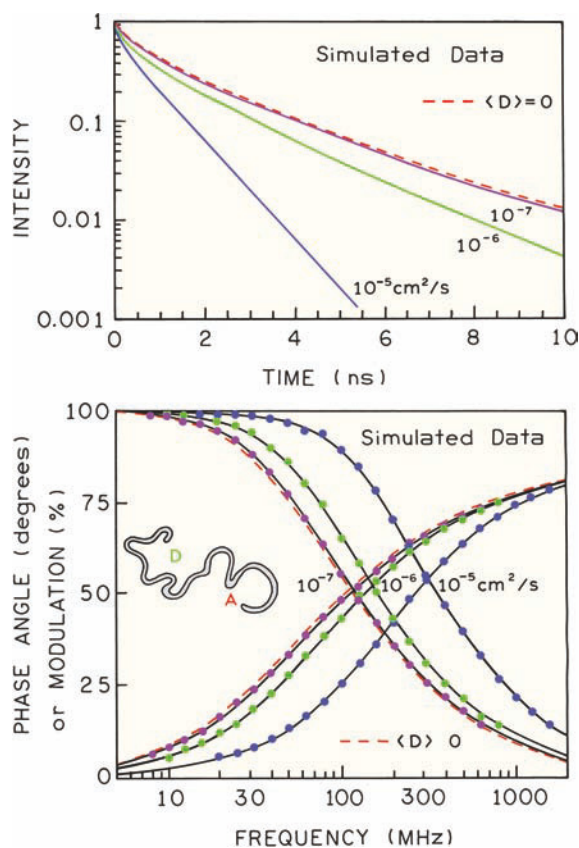 1
0.1
0.01
0.001
INTENSITY
Simulated Data
⟨D⟩=0
10⁻⁷
10⁻⁶
10⁻⁵cm²/s
0 2 4 6 8 10
TIME (ns)
100
75
50
25
0
PHASE ANGLE (degrees)
or MODULATION (%)
Simulated Data
D
A
10⁻⁷
10⁻⁶
10⁻⁵cm²/s
⟨D⟩ 0
10 30 100 300 1000
FREQUENCY (MHz)